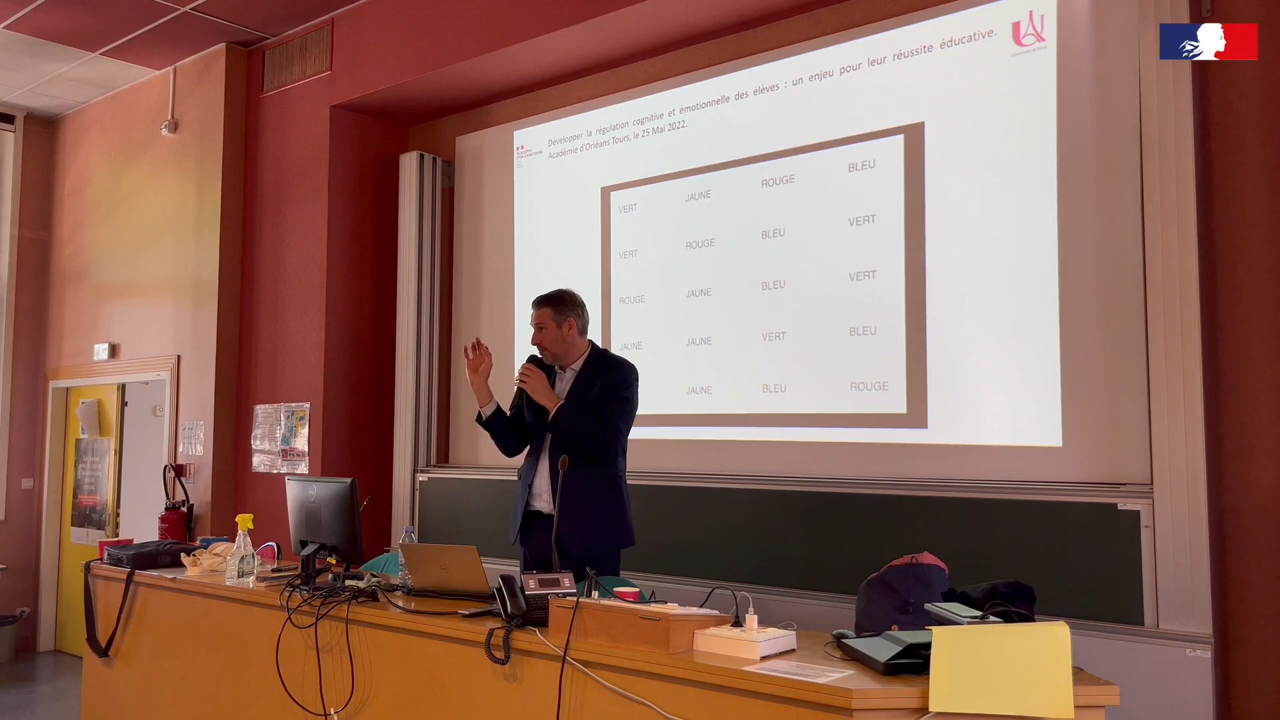 Développer la régulation cognitive et émotionnelle des élèves : un enjeu pour leur réussite éducative.
Académie d'Orléans Tours, le 25 Mai 2022.
VERT JAUNE ROUGE BLEU
VERT ROUGE BLEU VERT
ROUGE JAUNE BLEU VERT
JAUNE JAUNE VERT BLEU
JAUNE BLEU ROUGE